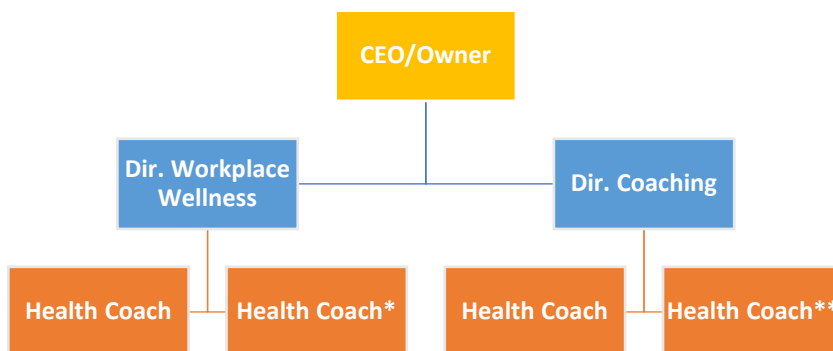 CEO/Owner
Dir. Workplace
Wellness
Dir. Coaching
Health Coach
Health Coach*
Health Coach
Health Coach**